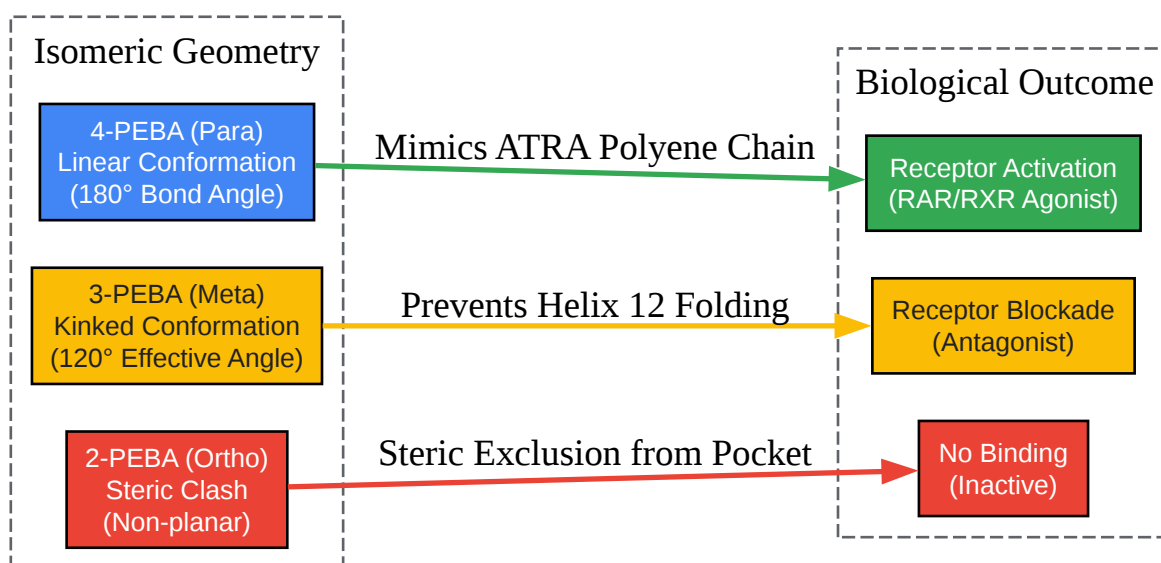 Isomeric Geometry
4-PEBA (Para)
Linear Conformation
(180° Bond Angle)
3-PEBA (Meta)
Kinked Conformation
(120° Effective Angle)
2-PEBA (Ortho)
Steric Clash
(Non-planar)
Mimics ATRA Polyene Chain
Prevents Helix 12 Folding
Steric Exclusion from Pocket
Biological Outcome
Receptor Activation
(RAR/RXR Agonist)
Receptor Blockade
(Antagonist)
No Binding
(Inactive)